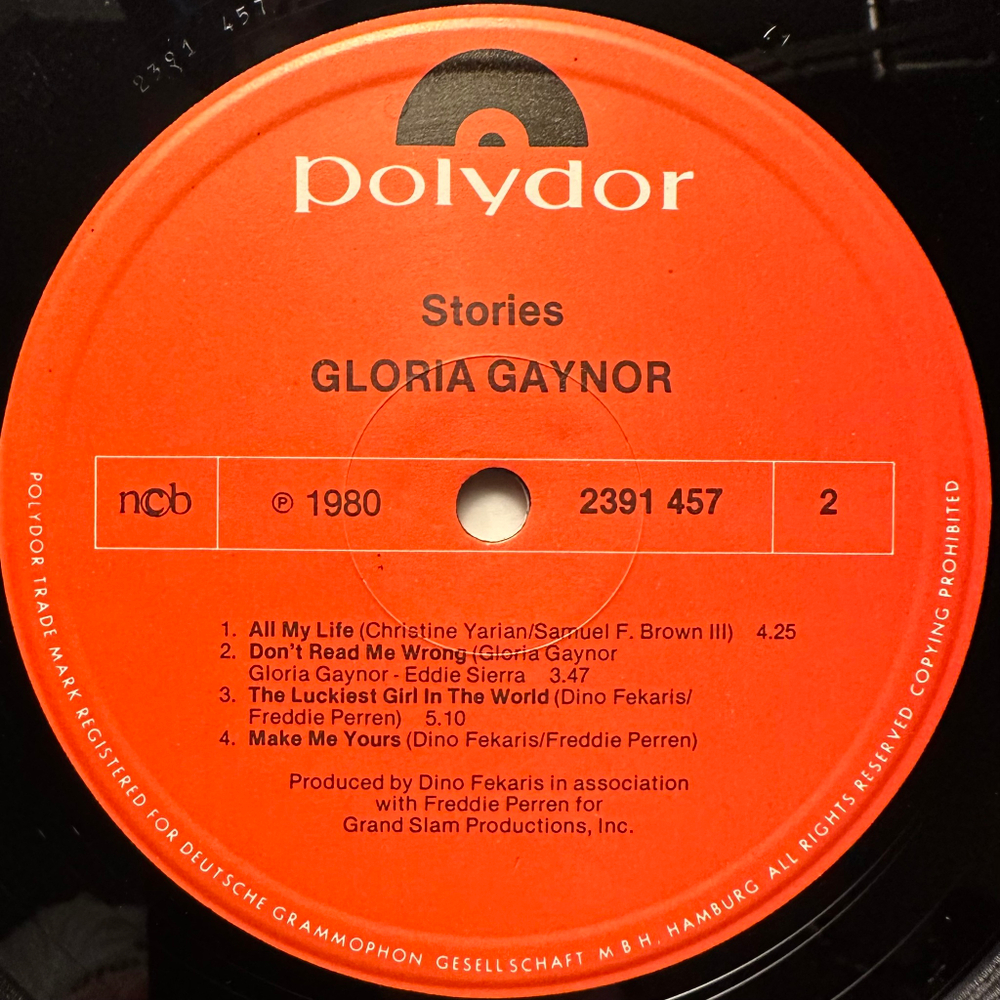 2391 457
polydor
Stories
GLORIA GAYNOR
ncb ℗ 1980 2391 457 2
1. All My Life (Christine Yarian/Samuel F. Brown III) 4.25
2. Don't Read Me Wrong (Gloria Gaynor
Gloria Gaynor - Eddie Sierra 3.47
3. The Luckiest Girl In The World (Dino Fekaris/
Freddie Perren) 5.10
4. Make Me Yours (Dino Fekaris/Freddie Perren)
Produced by Dino Fekaris in association
with Freddie Perren for
Grand Slam Productions, Inc.
POLYDOR TRADE MARK REGISTERED FOR DEUTSCHE GRAMMOPHON GESELLSCHAFT M B H, HAMBURG ALL RIGHTS RESERVED COPYING PROHIBITED